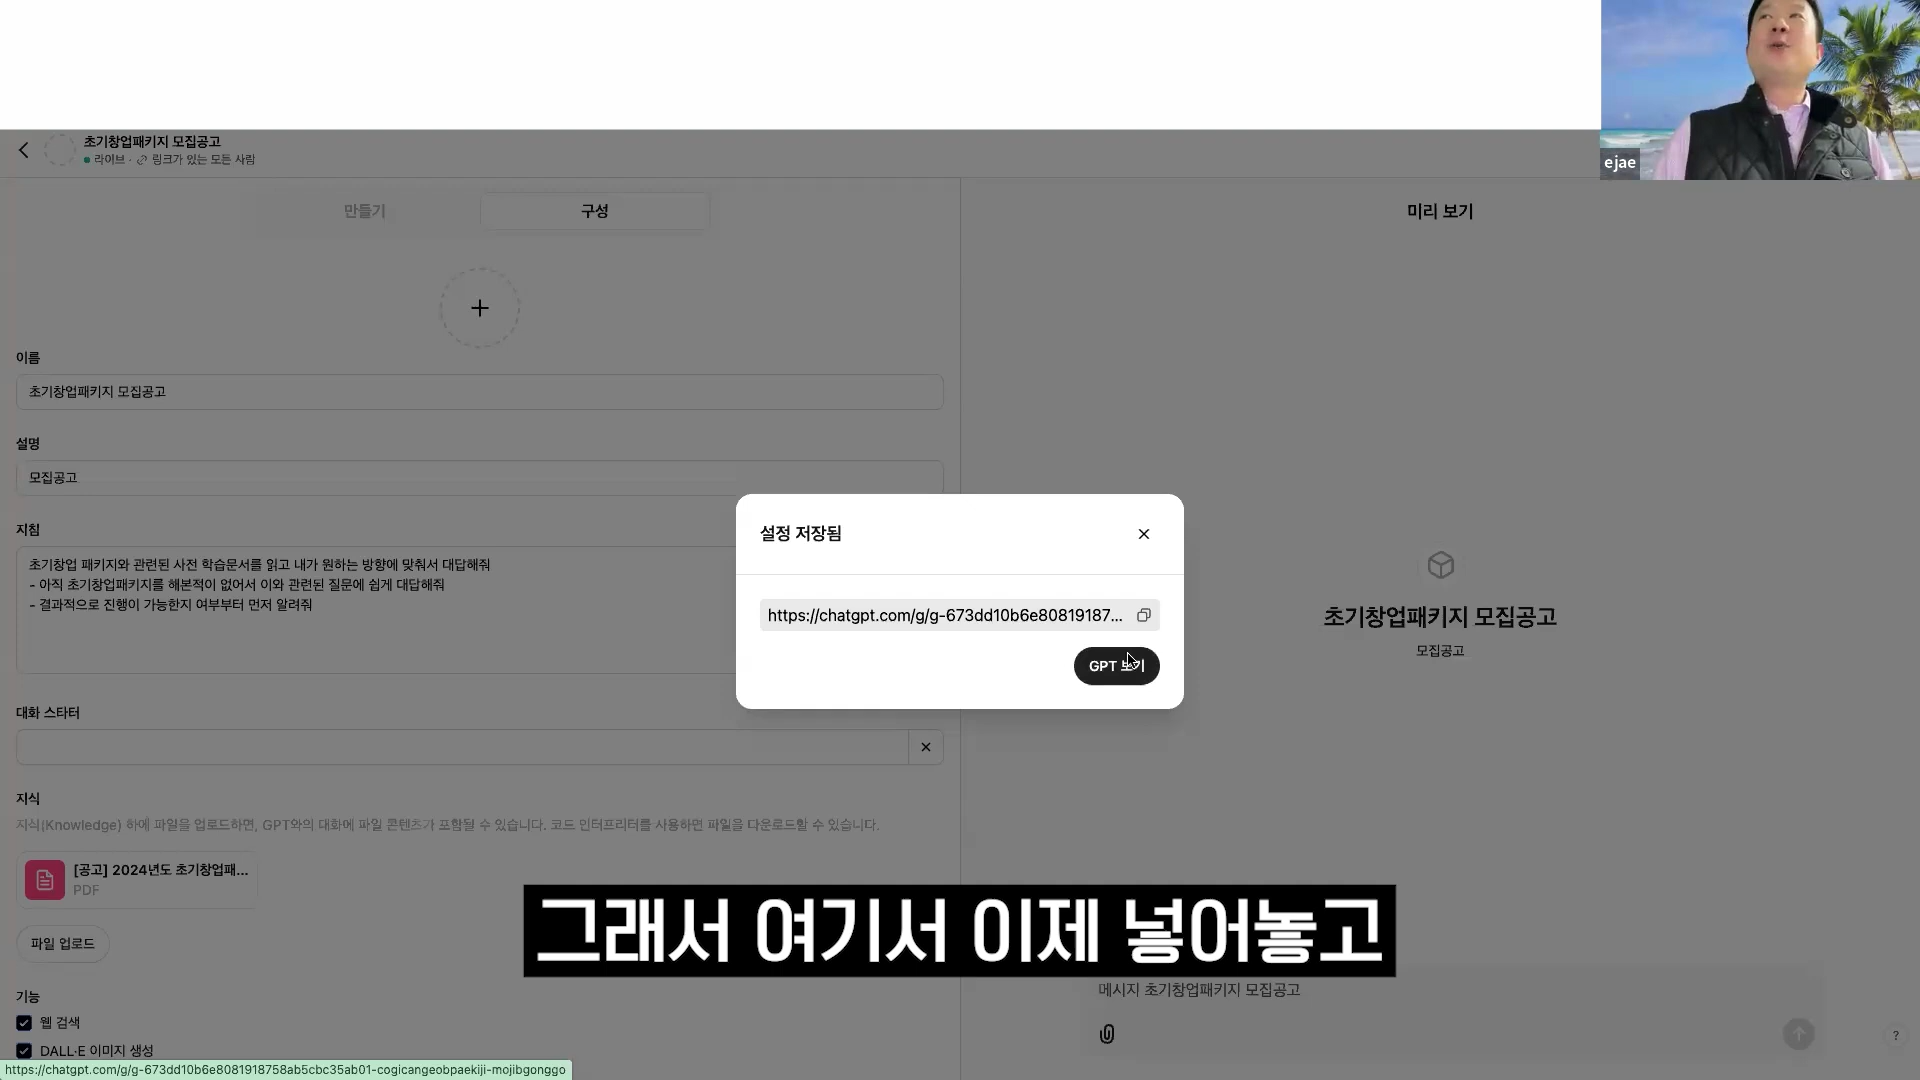 초기창업패키지 모집공고
라이브 · 링크가 있는 모든 사람
ejae
만들기
구성
미리 보기
이름
초기창업패키지 모집공고
설명
모집공고
지침
초기창업 패키지와 관련된 사전 학습문서를 읽고 내가 원하는 방향에 맞춰서 대답해줘
- 아직 초기창업패키지를 해본적이 없어서 이와 관련된 질문에 쉽게 대답해줘
- 결과적으로 진행이 가능한지 여부부터 먼저 알려줘
설정 저장됨
https://chatgpt.com/g/g-673dd10b6e80819187...
GPT 보기
초기창업패키지 모집공고
모집공고
대화 스타터
지식
지식(Knowledge) 하에 파일을 업로드하면, GPT와의 대화에 파일 콘텐츠가 포함될 수 있습니다. 코드 인터프리터를 사용하면 파일을 다운로드할 수 있습니다.
[공고] 2024년도 초기창업패...
PDF
파일 업로드
그래서 여기서 이제 넣어놓고
기능
웹 검색
DALL·E 이미지 생성
메시지 초기창업패키지 모집공고
?
https://chatgpt.com/g/g-673dd10b6e8081918758ab5cbc35ab01-cogicangeobpaekiji-mojibgonggo